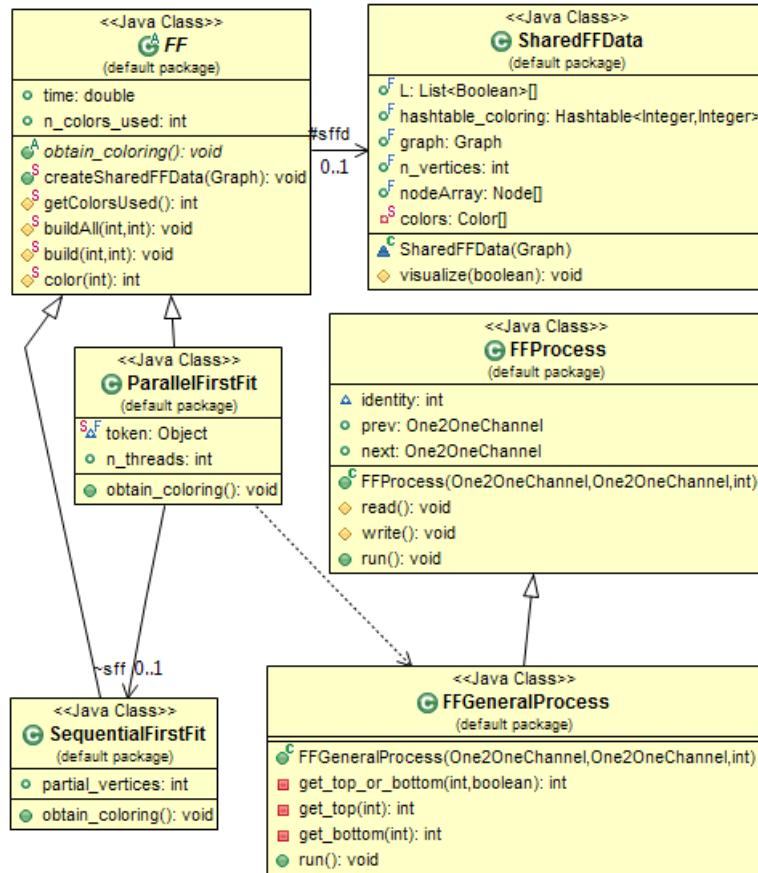 <<Java Class>>
FF
(default package)
time: double
n_colors_used: int
obtain_coloring(): void
createSharedFFData(Graph): void
getColorsUsed(): int
buildAll(int,int): void
build(int,int): void
color(int): int
#sffd
0..1
<<Java Class>>
SharedFFData
(default package)
L: List<Boolean>[]
hashtable_coloring: Hashtable<Integer,Integer>
graph: Graph
n_vertices: int
nodeArray: Node[]
colors: Color[]
SharedFFData(Graph)
visualize(boolean): void
<<Java Class>>
ParallelFirstFit
(default package)
token: Object
n_threads: int
obtain_coloring(): void
<<Java Class>>
FFProcess
(default package)
identity: int
prev: One2OneChannel
next: One2OneChannel
FFProcess(One2OneChannel,One2OneChannel,int)
read(): void
write(): void
run(): void
~sff 0..1
<<Java Class>>
SequentialFirstFit
(default package)
partial_vertices: int
obtain_coloring(): void
<<Java Class>>
FFGeneralProcess
(default package)
FFGeneralProcess(One2OneChannel,One2OneChannel,int)
get_top_or_bottom(int,boolean): int
get_top(int): int
get_bottom(int): int
run(): void